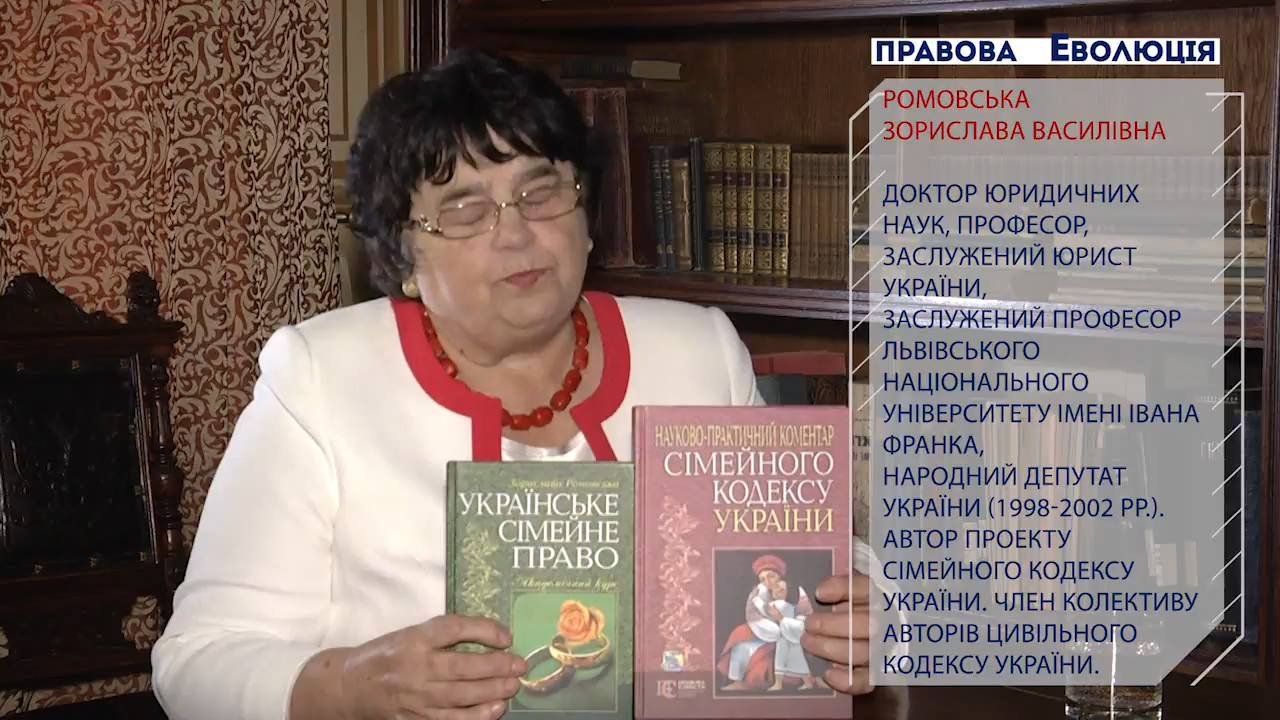 ПРАВОВА ЕВОЛЮЦІЯ
РОМОВСЬКА
ЗОРИСЛАВА ВАСИЛІВНА
ДОКТОР ЮРИДИЧНИХ
НАУК, ПРОФЕСОР,
ЗАСЛУЖЕНИЙ ЮРИСТ
УКРАЇНИ,
ЗАСЛУЖЕНИЙ ПРОФЕСОР
ЛЬВІВСЬКОГО
НАЦІОНАЛЬНОГО
УНІВЕРСИТЕТУ ІМЕНІ ІВАНА
ФРАНКА,
НАРОДНИЙ ДЕПУТАТ
УКРАЇНИ (1998-2002 РР.).
АВТОР ПРОЕКТУ
СІМЕЙНОГО КОДЕКСУ
УКРАЇНИ. ЧЛЕН КОЛЕКТИВУ
АВТОРІВ ЦИВІЛЬНОГО
КОДЕКСУ УКРАЇНИ.
Зорислава Ромовська
УКРАЇНСЬКЕ
СІМЕЙНЕ
ПРАВО
Академічний курс
НАУКОВО-ПРАКТИЧНИЙ КОМЕНТАР
СІМЕЙНОГО
КОДЕКСУ
УКРАЇНИ
ПРАВОВА
ЄДНІСТЬ